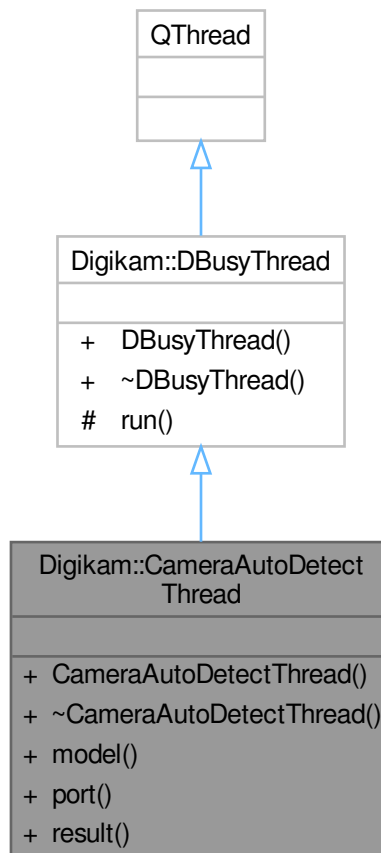 QThread
Digikam::DBusyThread
+ DBusyThread()
+ ~DBusyThread()
# run()
Digikam::CameraAutoDetect
Thread
+ CameraAutoDetectThread()
+ ~CameraAutoDetectThread()
+ model()
+ port()
+ result()